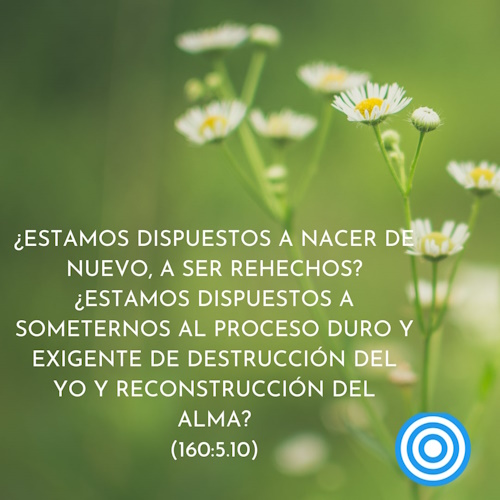 ¿ESTAMOS DISPUESTOS A NACER DE
NUEVO, A SER REHECHOS?
¿ESTAMOS DISPUESTOS A
SOMETERNOS AL PROCESO DURO Y
EXIGENTE DE DESTRUCCIÓN DEL
YO Y RECONSTRUCCIÓN DEL
ALMA?
(160:5.10)